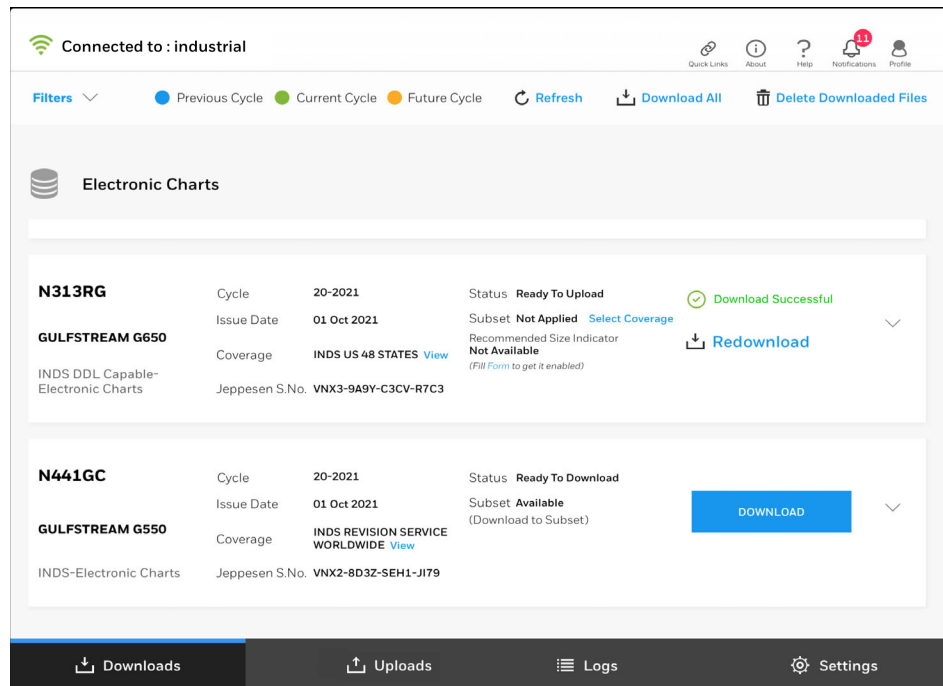 Connected to : industrial
Quick Links
About
Help
11
Notifications
Profile
Filters
Previous Cycle
Current Cycle
Future Cycle
Refresh
Download All
Delete Downloaded Files
Electronic Charts
N313RG
GULFSTREAM G650
INDS DDL Capable-
Electronic Charts
Cycle 20-2021
Issue Date 01 Oct 2021
Coverage INDS US 48 STATES View
Jeppesen S.No. VNX3-9A9Y-C3CV-R7C3
Status Ready To Upload
Subset Not Applied Select Coverage
Recommended Size Indicator
Not Available
(Fill Form to get it enabled)
Download Successful
Redownload
N441GC
GULFSTREAM G550
INDS-Electronic Charts
Cycle 20-2021
Issue Date 01 Oct 2021
Coverage INDS REVISION SERVICE
WORLDWIDE View
Jeppesen S.No. VNX2-8D3Z-SEH1-JI79
Status Ready To Download
Subset Available
(Download to Subset)
DOWNLOAD
Downloads
Uploads
Logs
Settings